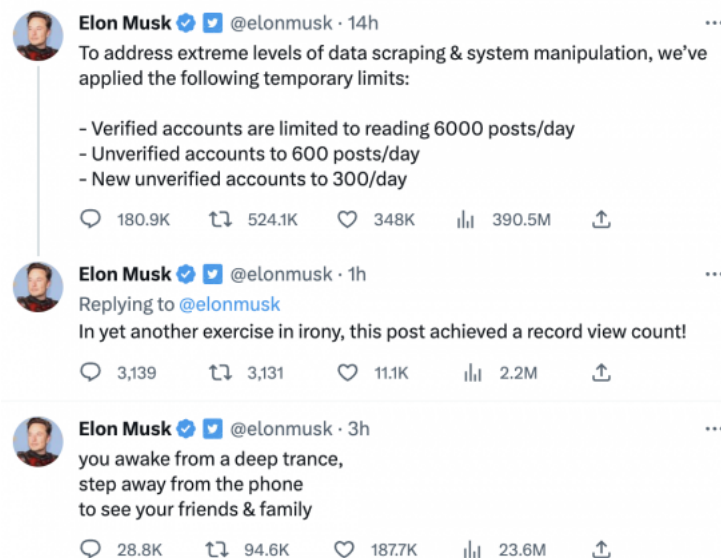 Elon Musk @elonmusk · 14h
To address extreme levels of data scraping & system manipulation, we’ve
applied the following temporary limits:
- Verified accounts are limited to reading 6000 posts/day
- Unverified accounts to 600 posts/day
- New unverified accounts to 300/day
180.9K 524.1K 348K 390.5M
Elon Musk @elonmusk · 1h
Replying to @elonmusk
In yet another exercise in irony, this post achieved a record view count!
3,139 3,131 11.1K 2.2M
Elon Musk @elonmusk · 3h
you awake from a deep trance,
step away from the phone
to see your friends & family
28.8K 94.6K 187.7K 23.6M